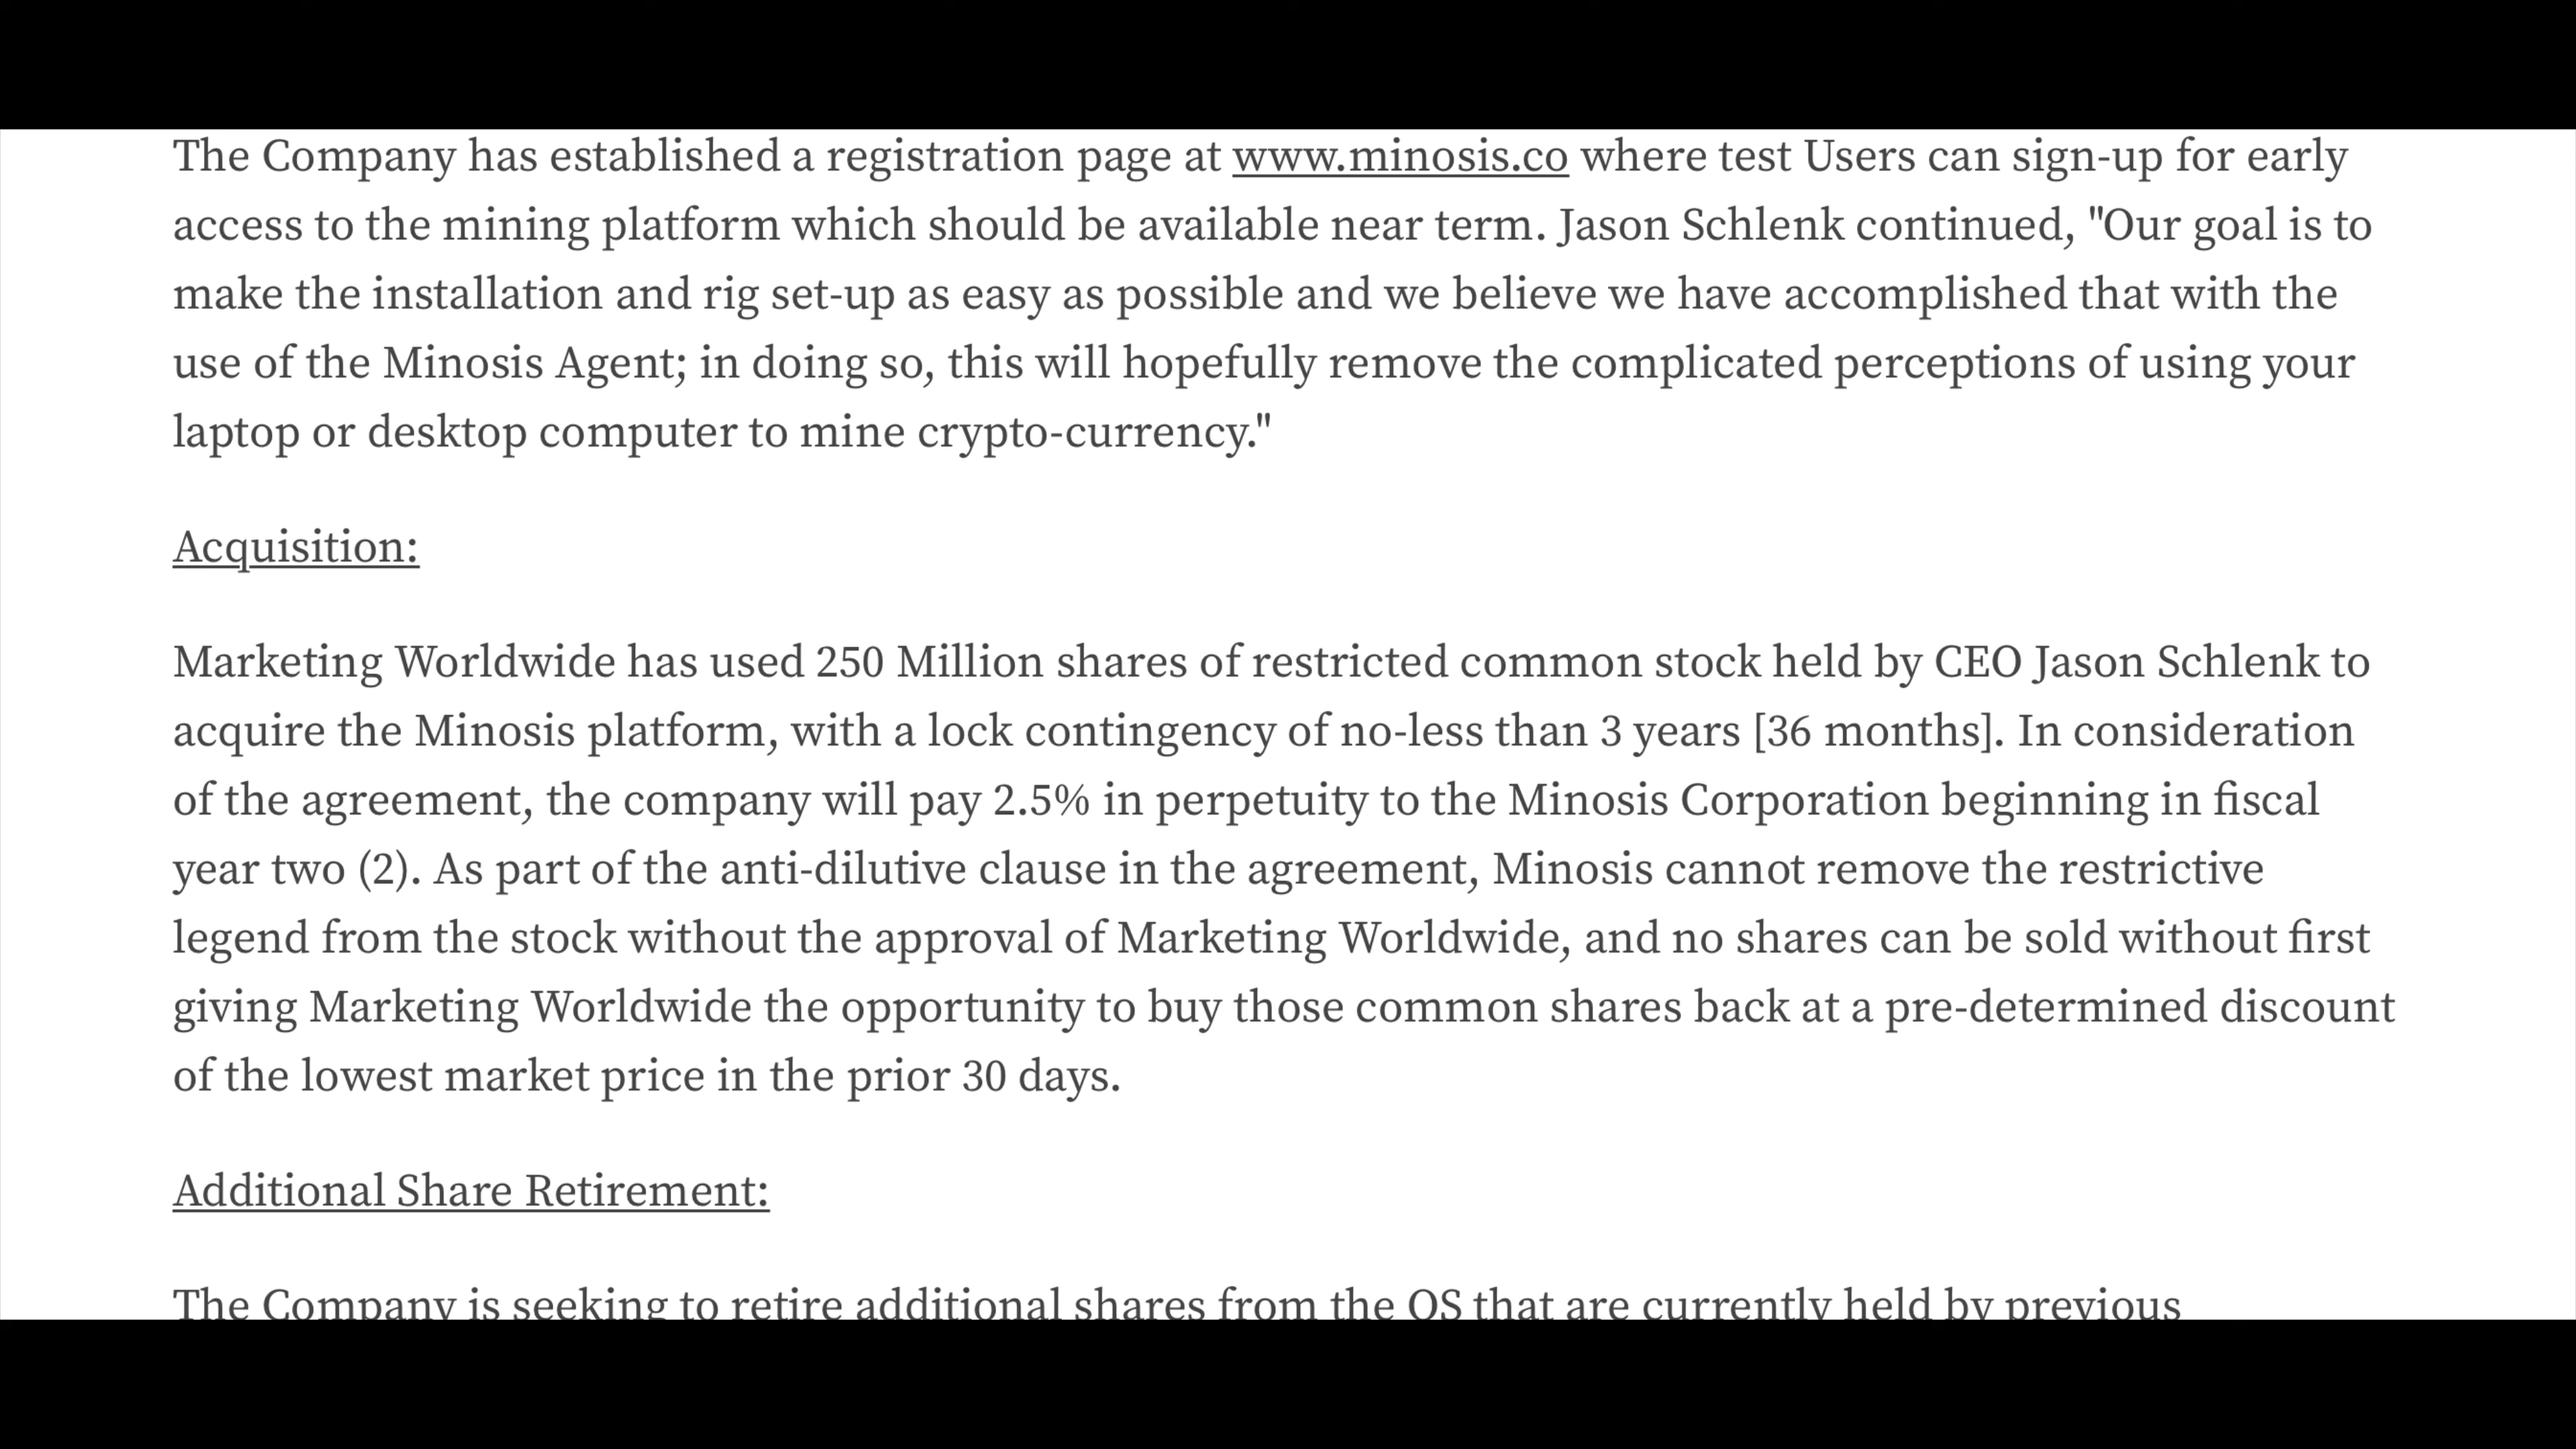 The Company has established a registration page at www.minosis.co where test Users can sign-up for early
access to the mining platform which should be available near term. Jason Schlenk continued, "Our goal is to
make the installation and rig set-up as easy as possible and we believe we have accomplished that with the
use of the Minosis Agent; in doing so, this will hopefully remove the complicated perceptions of using your
laptop or desktop computer to mine crypto-currency."
Acquisition:
Marketing Worldwide has used 250 Million shares of restricted common stock held by CEO Jason Schlenk to
acquire the Minosis platform, with a lock contingency of no-less than 3 years [36 months]. In consideration
of the agreement, the company will pay 2.5% in perpetuity to the Minosis Corporation beginning in fiscal
year two (2). As part of the anti-dilutive clause in the agreement, Minosis cannot remove the restrictive
legend from the stock without the approval of Marketing Worldwide, and no shares can be sold without first
giving Marketing Worldwide the opportunity to buy those common shares back at a pre-determined discount
of the lowest market price in the prior 30 days.
Additional Share Retirement:
The Company is seeking to retire additional shares from the OS that are currently held by previous